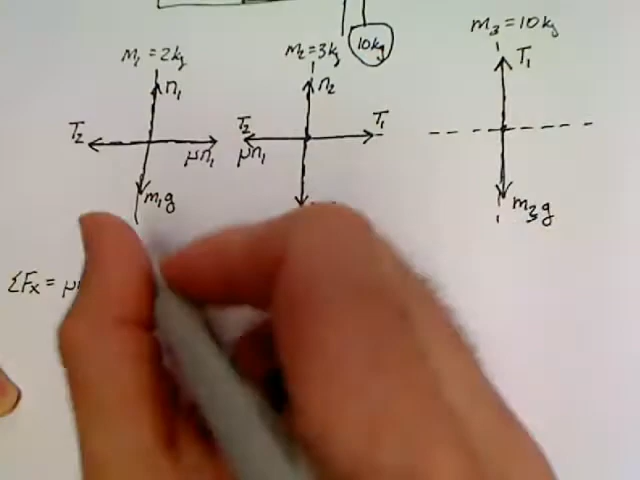 10kg
m₁ = 2kg
n₁
T₂
μn₁
m₁g
m₂ = 3kg
n₂
T₂
T₁
μn₁
m₃ = 10kg
T₁
m₃g
ΣFx = μ